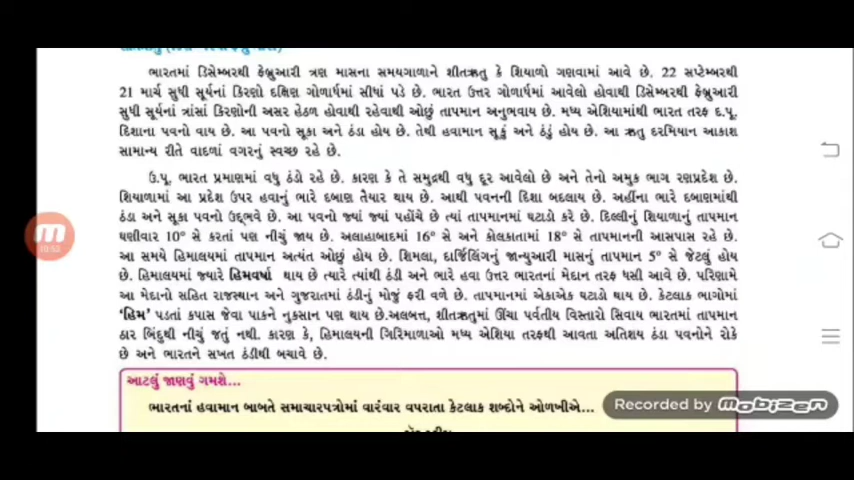 ભારતમાં ડિસેમ્બરથી ફેબ્રુઆરી ત્રણ માસના સમયગાળાને શીતઋતુ કે શિયાળો ગણવામાં આવે છે. 22 સપ્ટેમ્બરથી
21 માર્ચ સુધી સૂર્યનાં કિરણો દક્ષિણ ગોળાર્ધમાં સીધાં પડે છે. ભારત ઉત્તર ગોળાર્ધમાં આવેલો હોવાથી ડિસેમ્બરથી ફેબ્રુઆરી
સુધી સૂર્યનાં ત્રાંસાં કિરણોની અસર હેઠળ હોવાથી રહેવાથી ઓછું તાપમાન અનુભવાય છે. મધ્ય એશિયામાંથી ભારત તરફ ઇ.પૂ.
દિશાના પવનો વાય છે. આ પવનો સૂકા અને ઠંડા હોય છે. તેથી હવામાન સૂકું અને ઠંડું હોય છે. આ ઋતુ દરમિયાન આકાશ
સામાન્ય રીતે વાદળાં વગરનું સ્વચ્છ રહે છે.
ઉ.પૂ. ભારત પ્રમાણમાં વધુ ઠંડો રહે છે. કારણ કે તે સમુદ્રથી વધુ દૂર આવેલો છે અને તેનો અમુક ભાગ રણપ્રદેશ છે.
શિયાળામાં આ પ્રદેશ ઉપર હવાનું ભારે દબાણ તૈયાર થાય છે. આથી પવનની દિશા બદલાય છે. અહીંના ભારે દબાણમાંથી
ઠંડા અને સૂકા પવનો ઉદ્ભવે છે. આ પવનો જ્યાં જ્યાં પહોંચે છે ત્યાં તાપમાનમાં ઘટાડો કરે છે. દિલ્લીનું શિયાળાનું તાપમાન
ઘણીવાર 10° સે કરતાં પણ નીચું જાય છે. અલાહાબાદમાં 16° સે અને કોલકાતામાં 18° સે તાપમાનની આસપાસ રહે છે.
આ સમયે હિમાલયમાં તાપમાન અત્યંત ઓછું હોય છે. શિમલા, દાર્જિલિંગનું જાન્યુઆરી માસનું તાપમાન 5° સે જેટલું હોય
છે. હિમાલયમાં જ્યારે હિમવર્ષા થાય છે ત્યારે ત્યાંથી ઠંડી અને ભારે હવા ઉત્તર ભારતનાં મેદાન તરફ ધસી આવે છે. પરિણામે
આ મેદાનો સહિત રાજસ્થાન અને ગુજરાતમાં ઠંડીનું મોજું ફરી વળે છે. તાપમાનમાં એકાએક ઘટાડો થાય છે. કેટલાક ભાગોમાં
'હિમ' પડતાં કપાસ જેવા પાકને નુકસાન પણ થાય છે.અલબત્ત, શીતઋતુમાં ઊંચા પર્વતીય વિસ્તારો સિવાય ભારતમાં તાપમાન
ઠાર બિંદુથી નીચું જતું નથી. કારણ કે, હિમાલયની ગિરિમાળાઓ મધ્ય એશિયા તરફથી આવતા અતિશય ઠંડા પવનોને રોકે
છે અને ભારતને સખત ઠંડીથી બચાવે છે.
આટલું જાણવું ગમશે...
ભારતનાં હવામાન બાબતે સમાચારપત્રોમાં વારંવાર વપરાતા કેટલાક શબ્દોને ઓળખીએ...
Recorded by mobizen
10:53